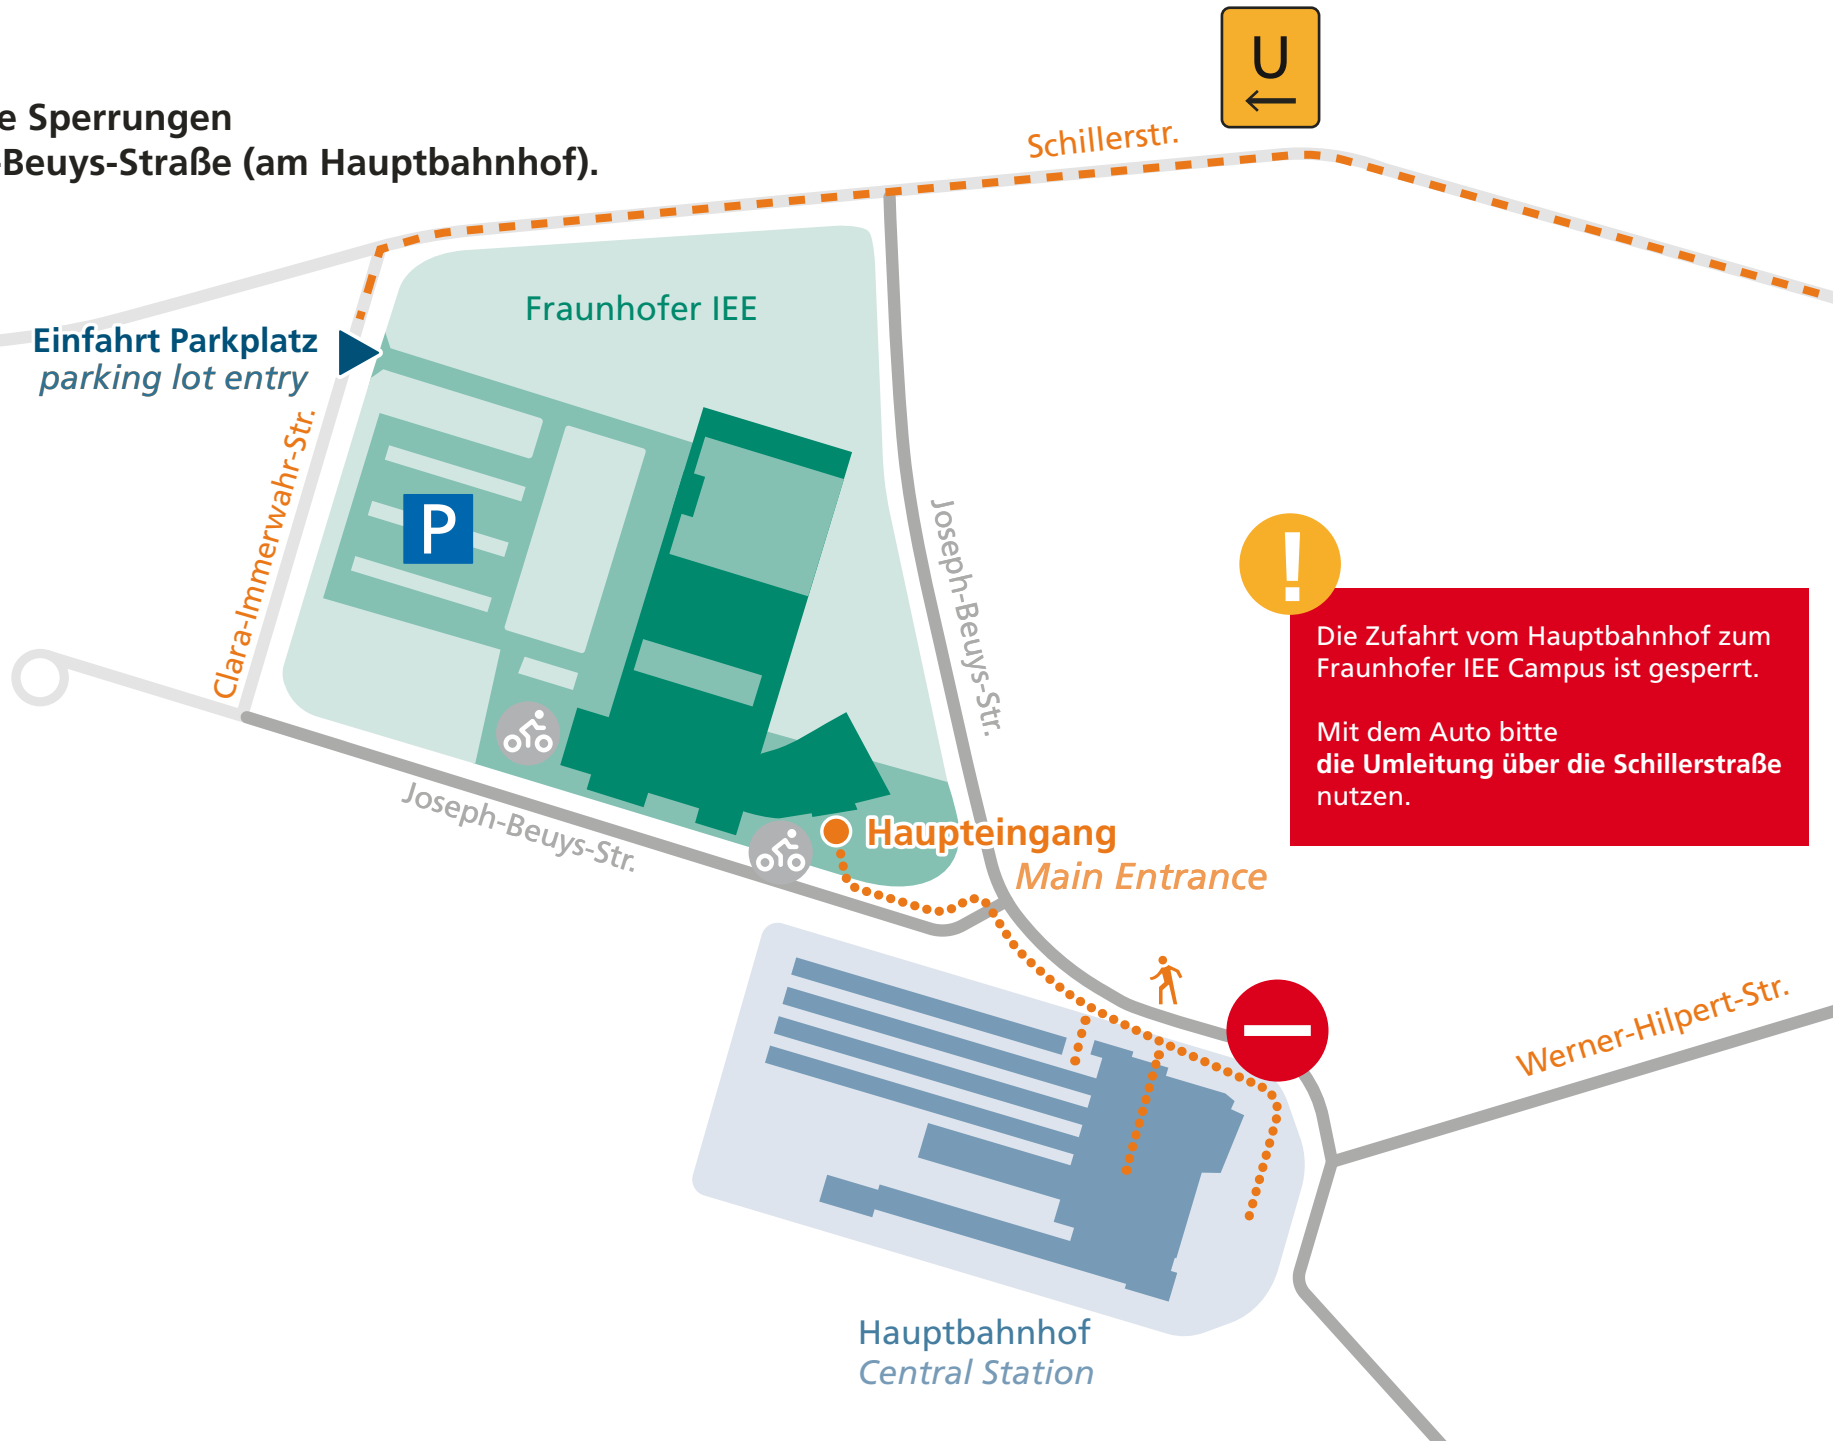 e Sperrungen
-Beuys-Straße (am Hauptbahnhof).
U
Schillerstr.
Fraunhofer IEE
Einfahrt Parkplatz
parking lot entry
Clara-Immerwahr-Str.
P
Joseph-Beuys-Str.
!
Die Zufahrt vom Hauptbahnhof zum
Fraunhofer IEE Campus ist gesperrt.
Mit dem Auto bitte
die Umleitung über die Schillerstraße
nutzen.
Joseph-Beuys-Str.
Haupteingang
Main Entrance
Werner-Hilpert-Str.
Hauptbahnhof
Central Station